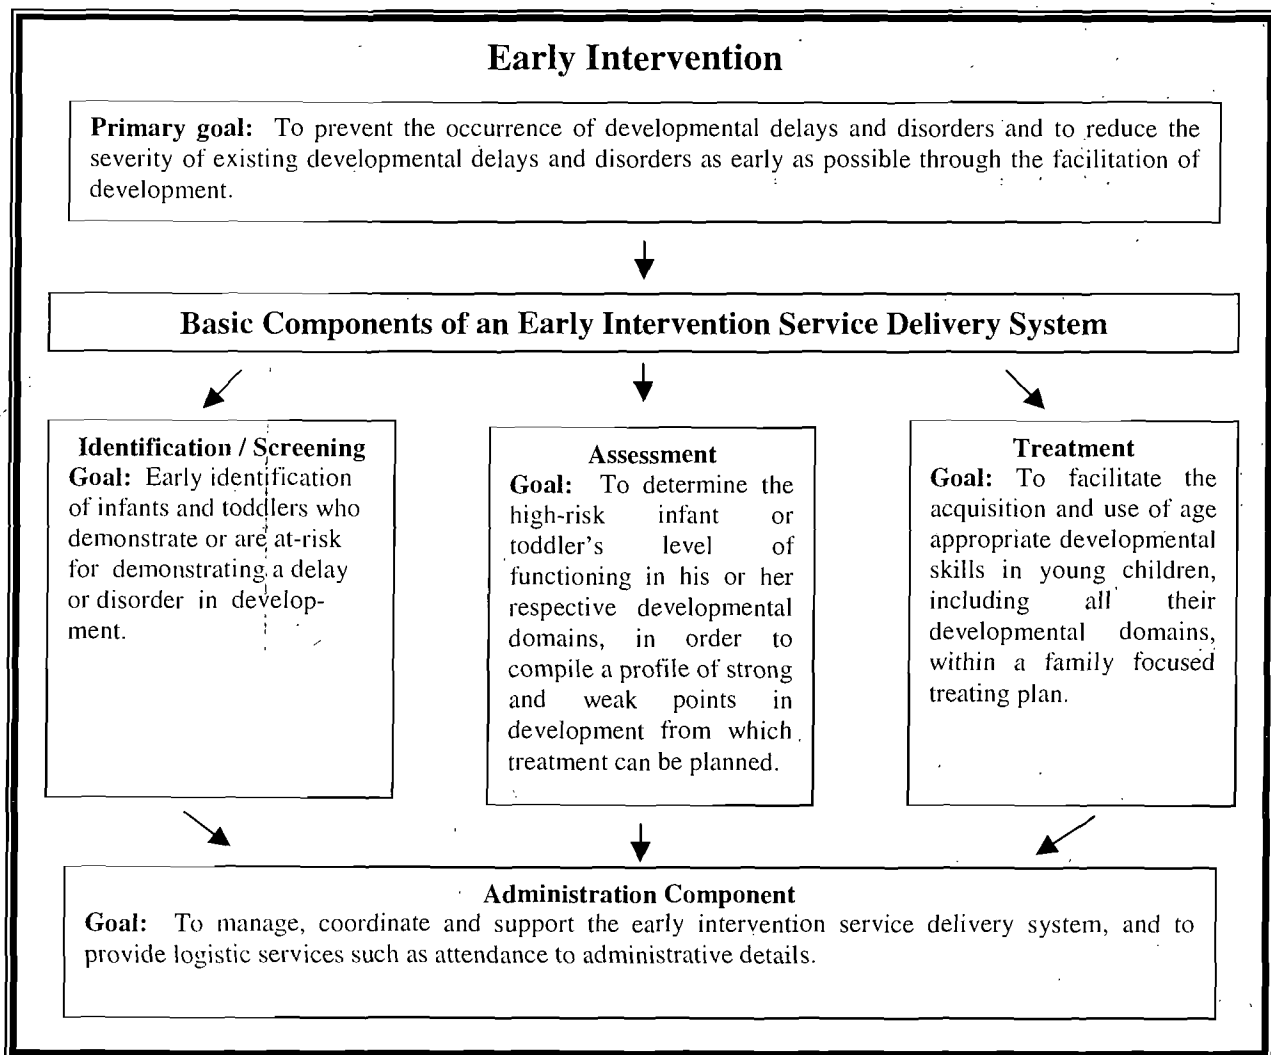 Early Intervention
Primary goal: To prevent the occurrence of developmental delays and disorders and to reduce the
severity of existing developmental delays and disorders as early as possible through the facilitation of
development.
Basic Components of an Early Intervention Service Delivery System
Identification / Screening
Goal: Early identification
of infants and toddlers who
demonstrate or are at-risk
for demonstrating a delay
or disorder in develop-
ment.
Assessment
Goal: To determine the
high-risk infant or
toddler's level of
functioning in his or her
respective developmental
domains, in order to
compile a profile of strong
and weak points in
development from which
treatment can be planned.
Treatment
Goal: To facilitate the
acquisition and use of age
appropriate developmental
skills in young children,
including all their
developmental domains,
within a family focused
treating plan.
Administration Component
Goal: To manage, coordinate and support the early intervention service delivery system, and to
provide logistic services such as attendance to administrative details.